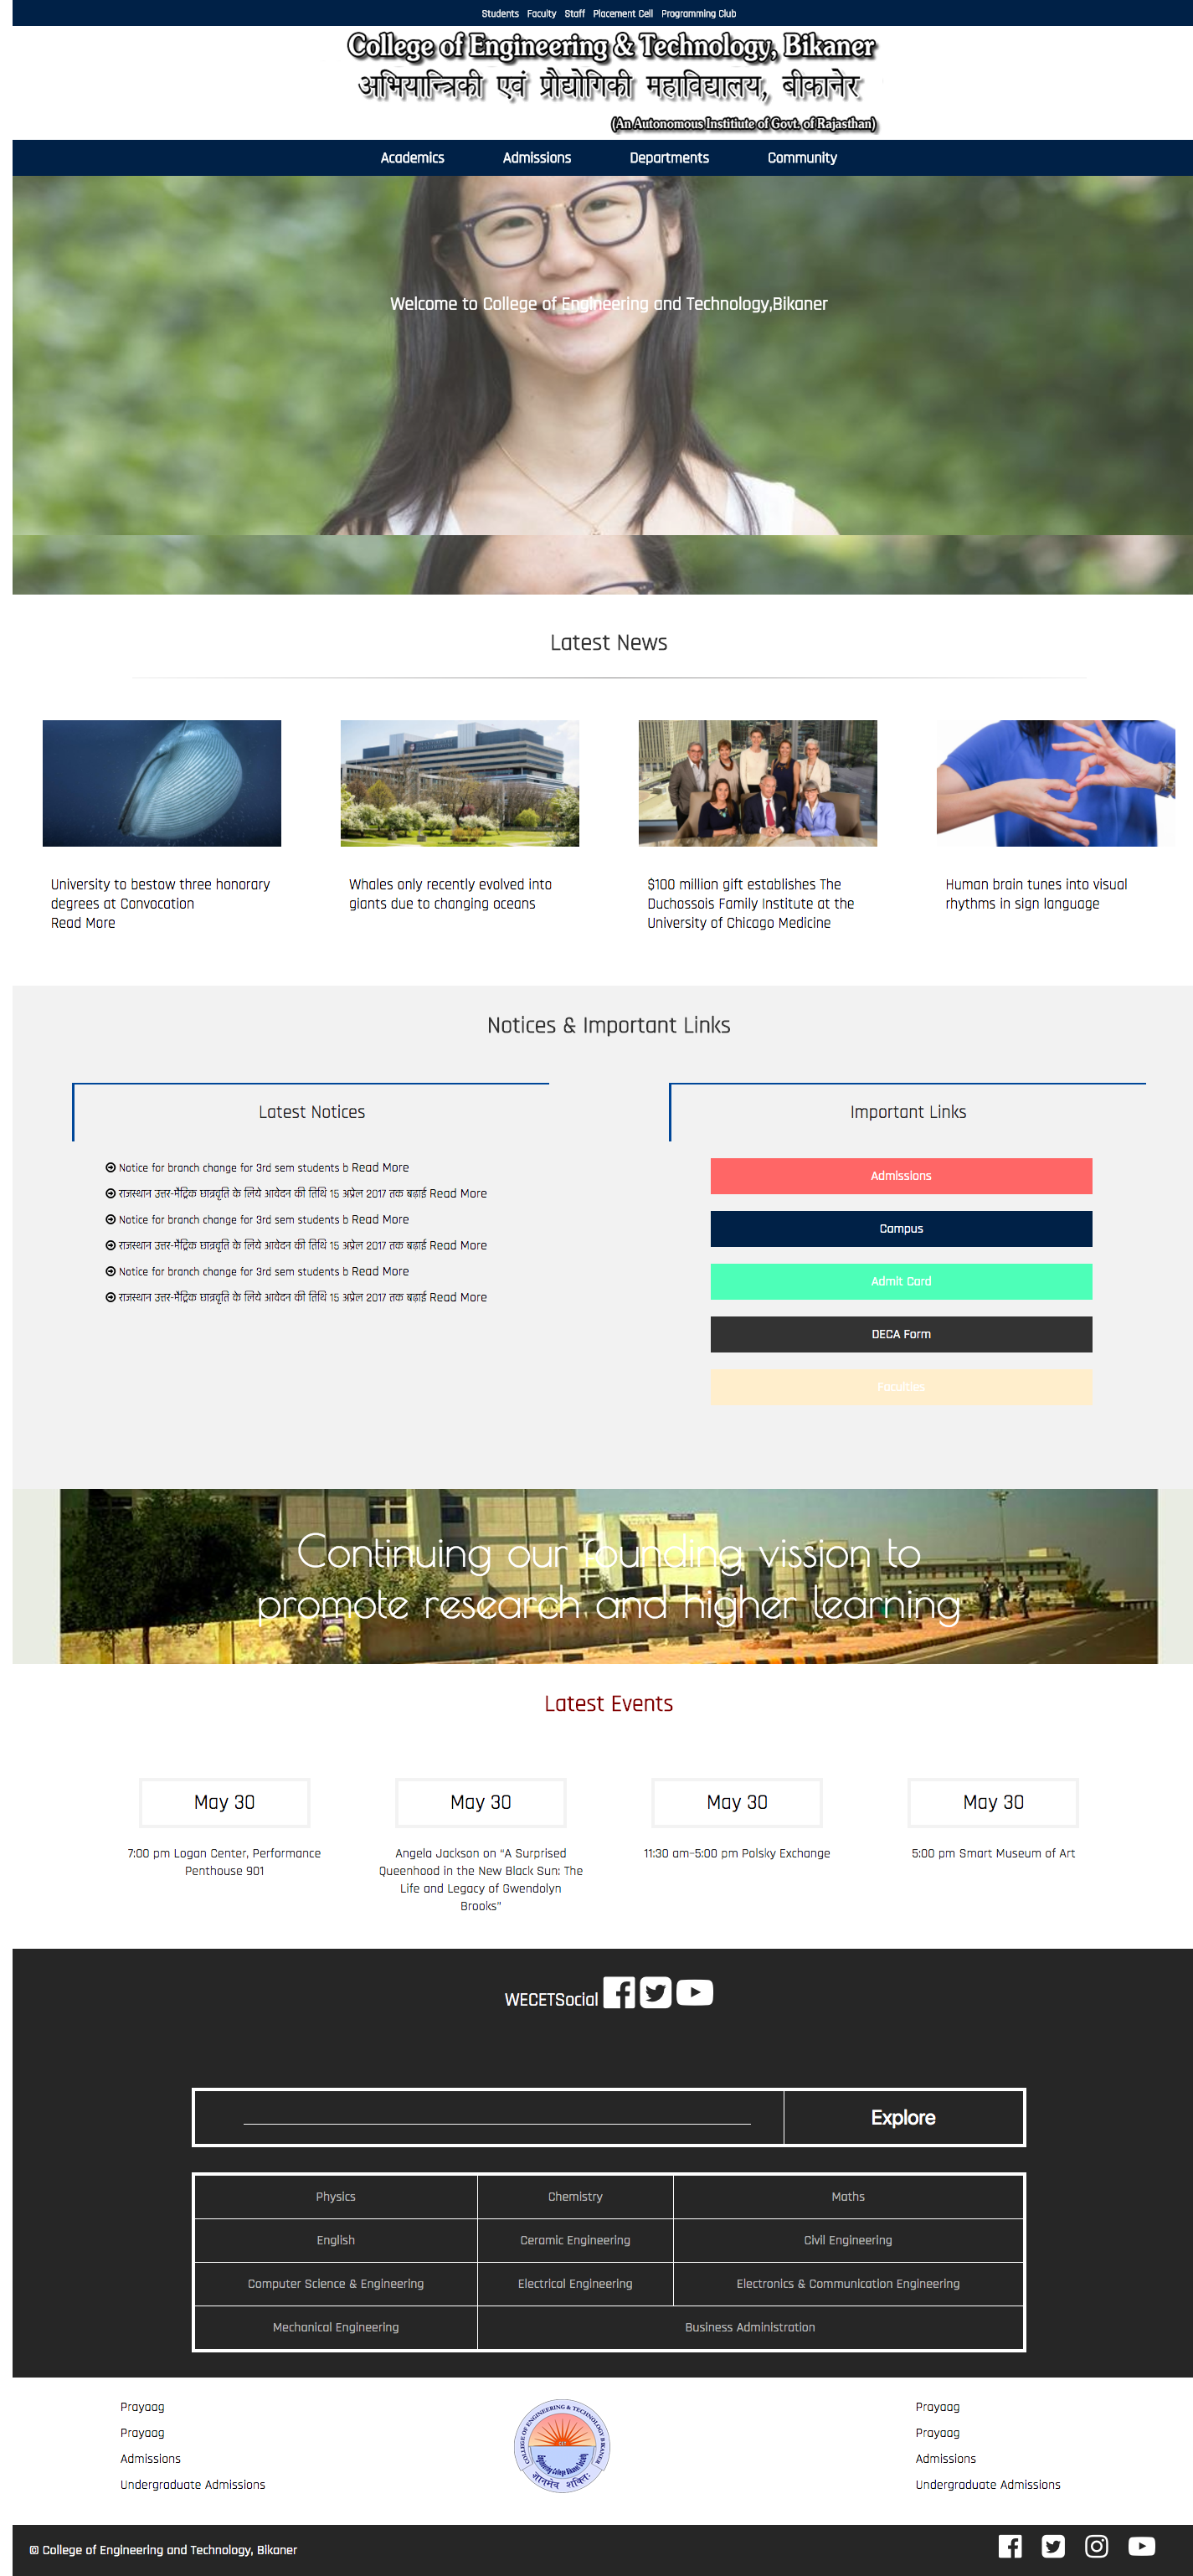 Students Faculty Staff Placement Cell Programming Club
College of Engineering & Technology, Bikaner
अभियान्त्रिकी एवं प्रौद्योगिकी महाविद्यालय, बीकानेर
(An Autonomous Institiute of Govt. of Rajasthan)
Academics Admissions Departments Community
Welcome to College of Engineering and Technology,Bikaner
Latest News
University to bestow three honorary
degrees at Convocation
Read More
Whales only recently evolved into
giants due to changing oceans
$100 million gift establishes The
Duchossois Family Institute at the
University of Chicago Medicine
Human brain tunes into visual
rhythms in sign language
Notices & Important Links
Latest Notices
Notice for branch change for 3rd sem students b Read More
राजस्थान उत्तर-मैट्रिक छात्रवृति के लिये आवेदन की तिथि 15 अप्रेल 2017 तक बढ़ाई Read More
Notice for branch change for 3rd sem students b Read More
राजस्थान उत्तर-मैट्रिक छात्रवृति के लिये आवेदन की तिथि 15 अप्रेल 2017 तक बढ़ाई Read More
Notice for branch change for 3rd sem students b Read More
राजस्थान उत्तर-मैट्रिक छात्रवृति के लिये आवेदन की तिथि 15 अप्रेल 2017 तक बढ़ाई Read More
Important Links
Admissions
Campus
Admit Card
DECA Form
Faculties
Continuing our founding vission to
promote research and higher learning
Latest Events
May 30
7:00 pm Logan Center, Performance
Penthouse 901
May 30
Angela Jackson on “A Surprised
Queenhood in the New Black Sun: The
Life and Legacy of Gwendolyn
Brooks”
May 30
11:30 am–5:00 pm Polsky Exchange
May 30
5:00 pm Smart Museum of Art
WECETSocial
Explore
Physics Chemistry Maths
English Ceramic Engineering Civil Engineering
Computer Science & Engineering Electrical Engineering Electronics & Communication Engineering
Mechanical Engineering Business Administration
Prayaag
Prayaag
Admissions
Undergraduate Admissions
COLLEGE OF ENGINEERING & TECHNOLOGY BIKANER
Engineering College Bikaner Society
ज्ञानमेव शक्तिः
Prayaag
Prayaag
Admissions
Undergraduate Admissions
© College of Engineering and Technology, Bikaner